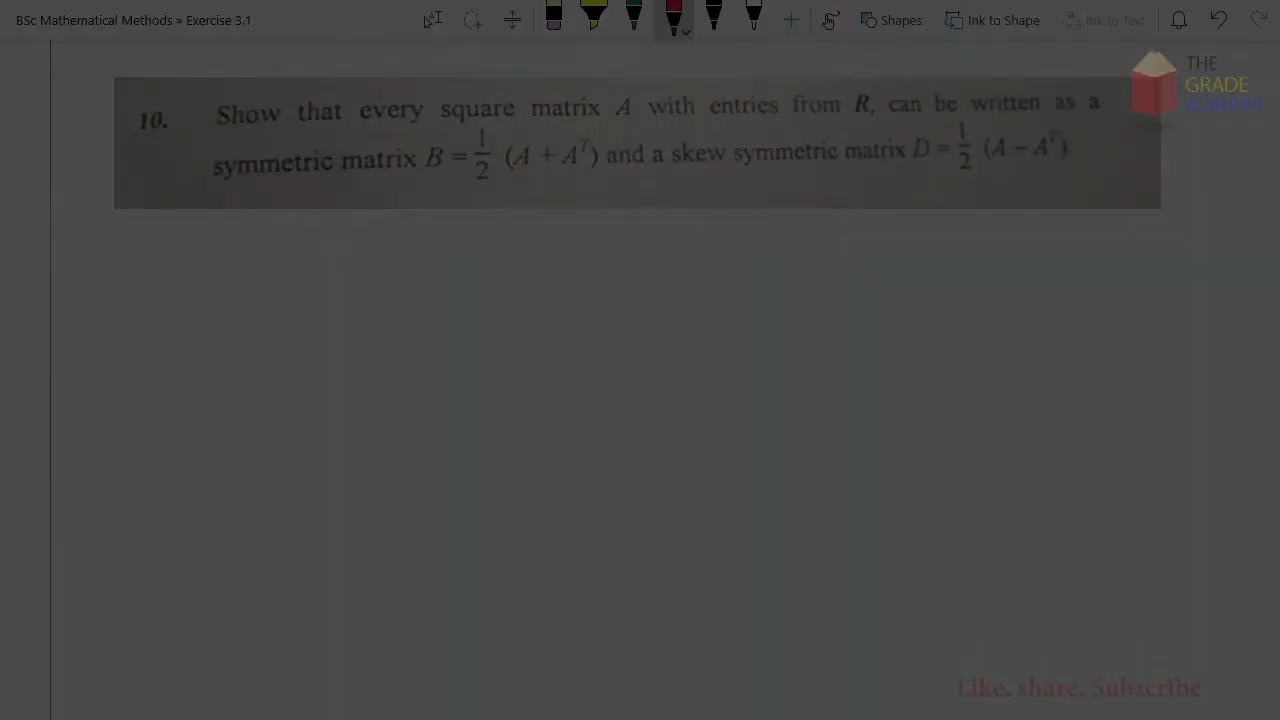 BSc Mathematical Methods » Exercise 3.1
Shapes
Ink to Shape
Ink to Text
THE
GRADE
ACADEMY
10. Show that every square matrix A with entries from R, can be written as a
symmetric matrix B = 1/2 (A + A^T) and a skew symmetric matrix D = 1/2 (A − A^T)
Like, share, Subscribe